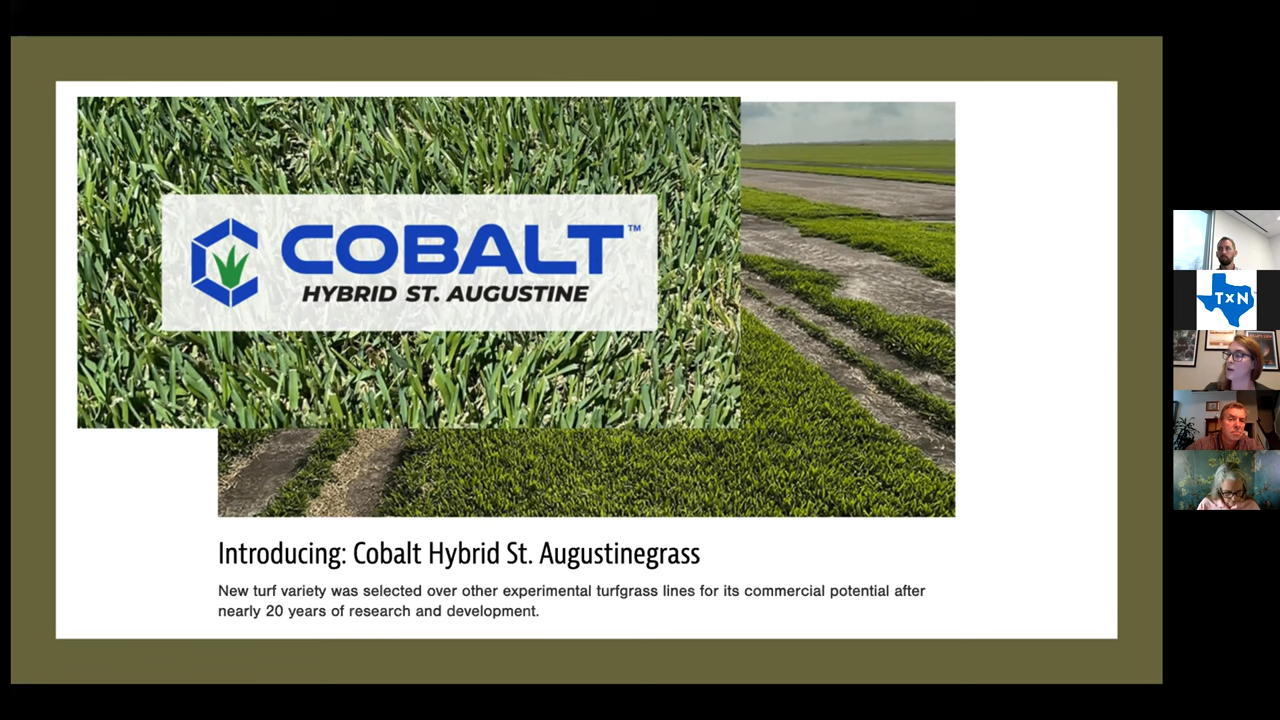 COBALT™
HYBRID ST. AUGUSTINE
TXN
Introducing: Cobalt Hybrid St. Augustinegrass
New turf variety was selected over other experimental turfgrass lines for its commercial potential after
nearly 20 years of research and development.